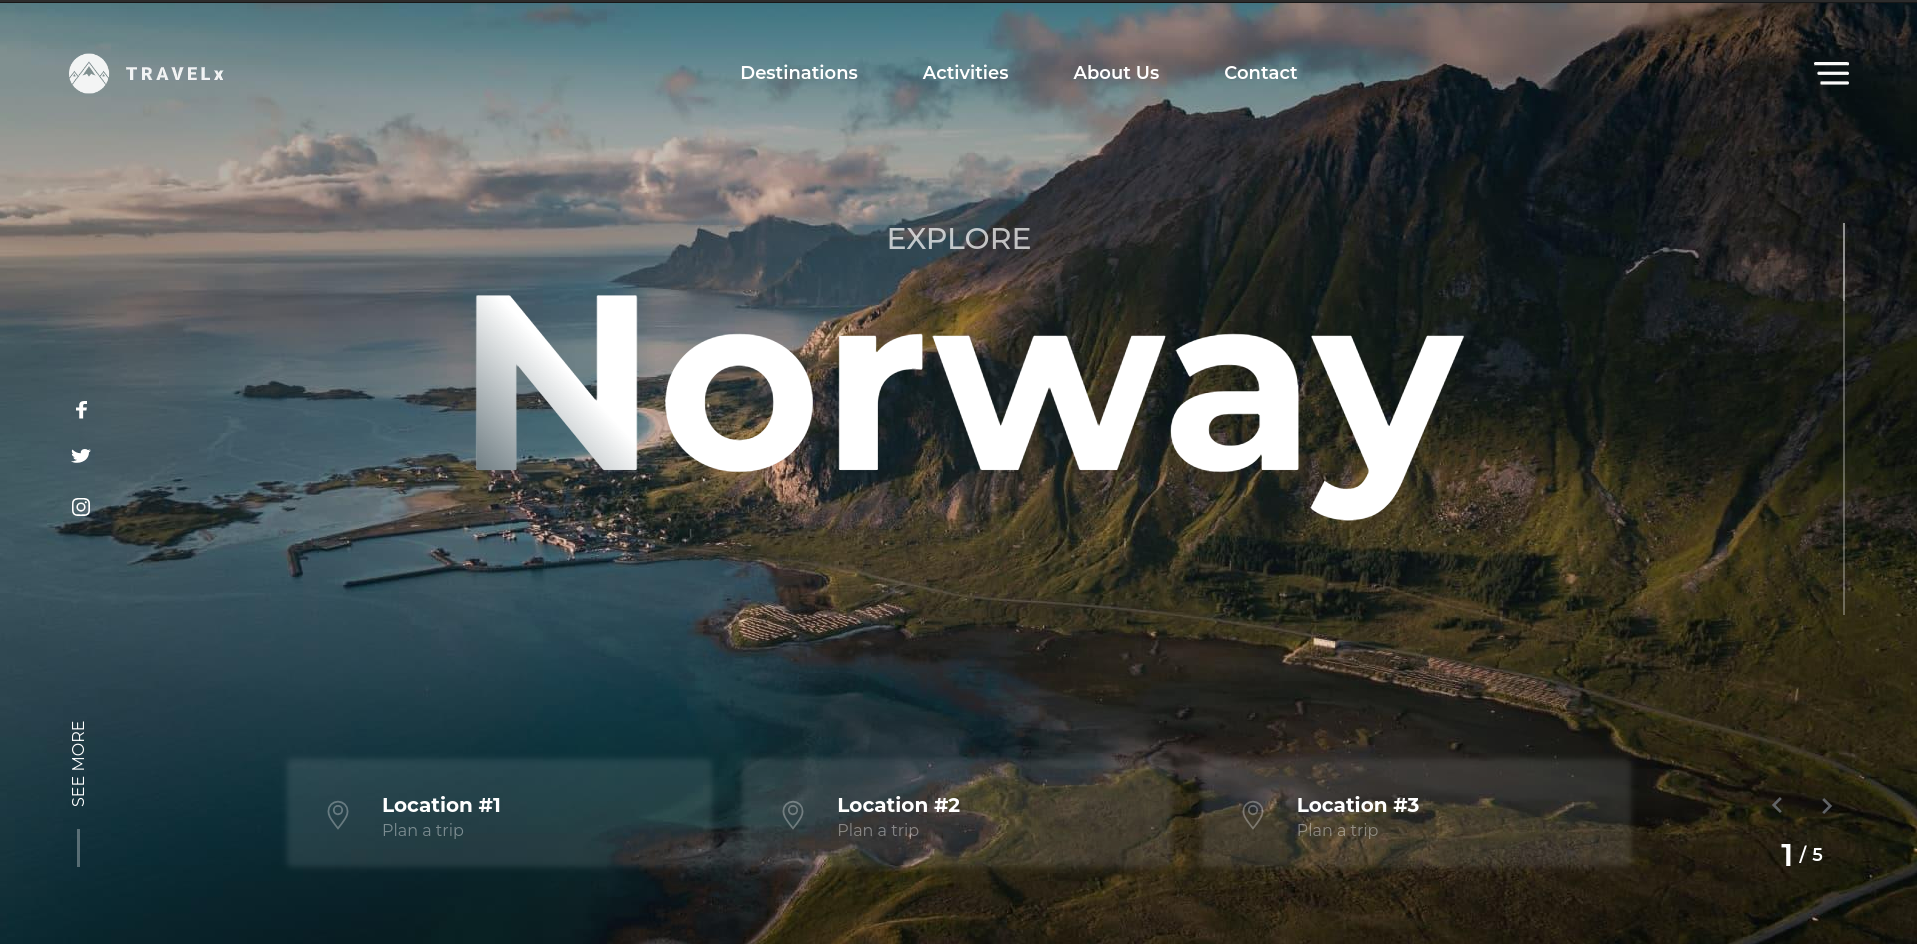 TRAVELx
Destinations
Activities
About Us
Contact
EXPLORE
Norway
SEE MORE
Location #1
Plan a trip
Location #2
Plan a trip
Location #3
Plan a trip
1 / 5